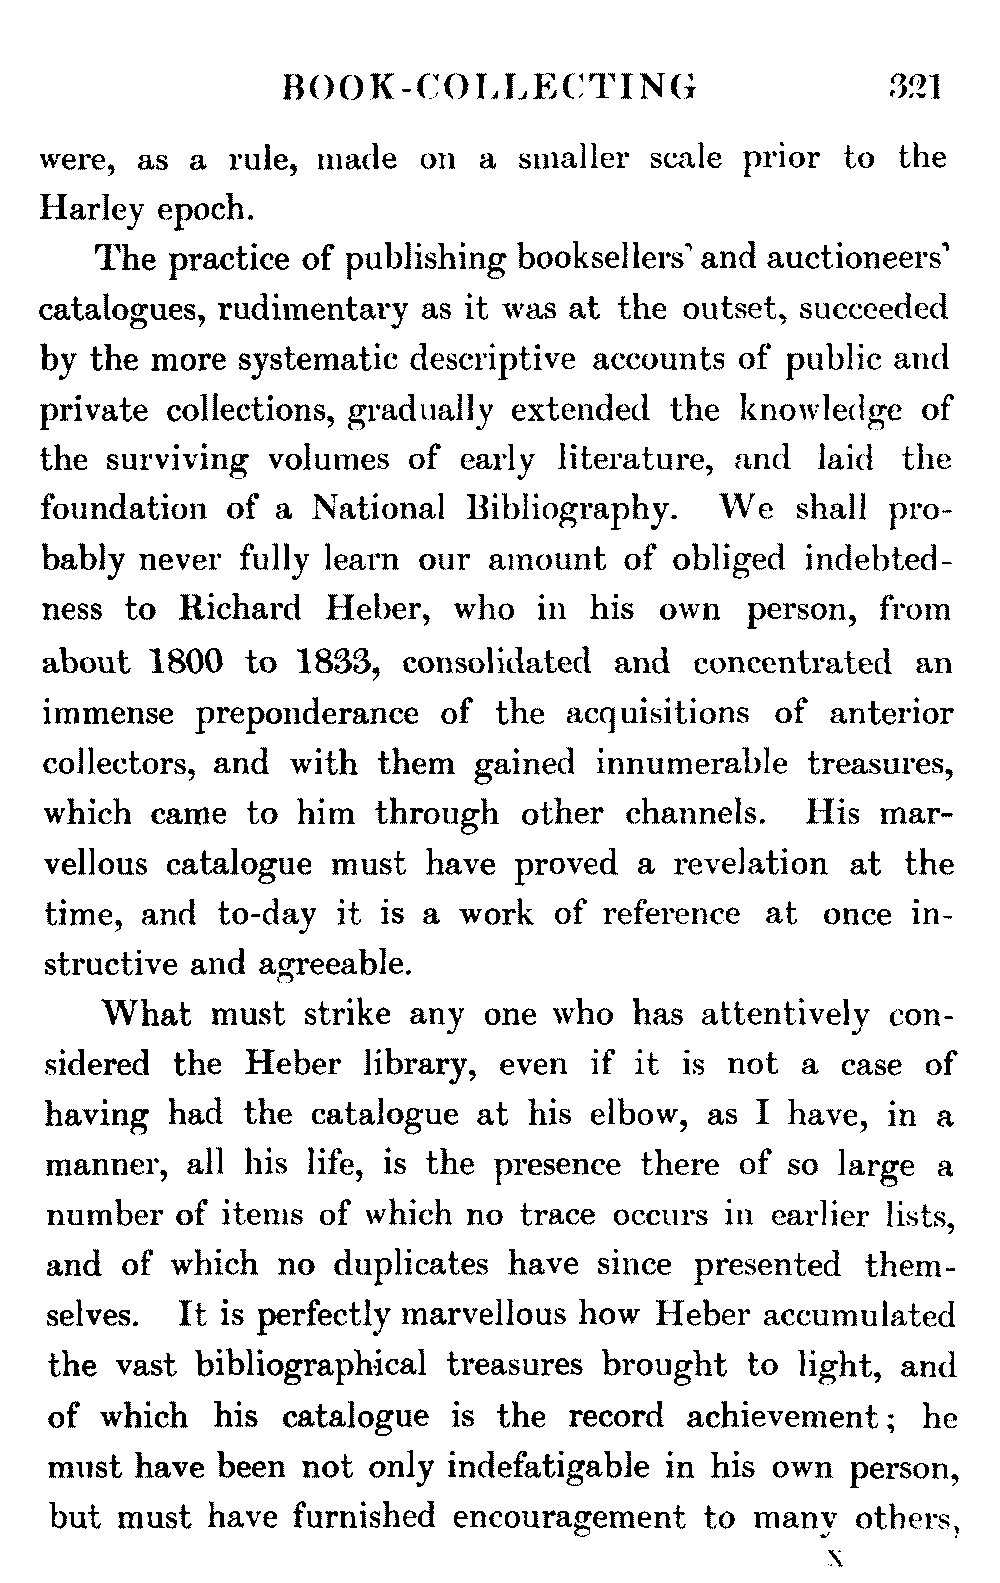 BOOK-COLLECTING 321
were, as a rule, made on a smaller scale prior to the
Harley epoch.
The practice of publishing booksellers' and auctioneers'
catalogues, rudimentary as it was at the outset, succeeded
by the more systematic descriptive accounts of public and
private collections, gradually extended the knowledge of
the surviving volumes of early literature, and laid the
foundation of a National Bibliography. We shall pro-
bably never fully learn our amount of obliged indebted-
ness to Richard Heber, who in his own person, from
about 1800 to 1833, consolidated and concentrated an
immense preponderance of the acquisitions of anterior
collectors, and with them gained innumerable treasures,
which came to him through other channels. His mar-
vellous catalogue must have proved a revelation at the
time, and to-day it is a work of reference at once in-
structive and agreeable.
What must strike any one who has attentively con-
sidered the Heber library, even if it is not a case of
having had the catalogue at his elbow, as I have, in a
manner, all his life, is the presence there of so large a
number of items of which no trace occurs in earlier lists,
and of which no duplicates have since presented them-
selves. It is perfectly marvellous how Heber accumulated
the vast bibliographical treasures brought to light, and
of which his catalogue is the record achievement; he
must have been not only indefatigable in his own person,
but must have furnished encouragement to many others,
X